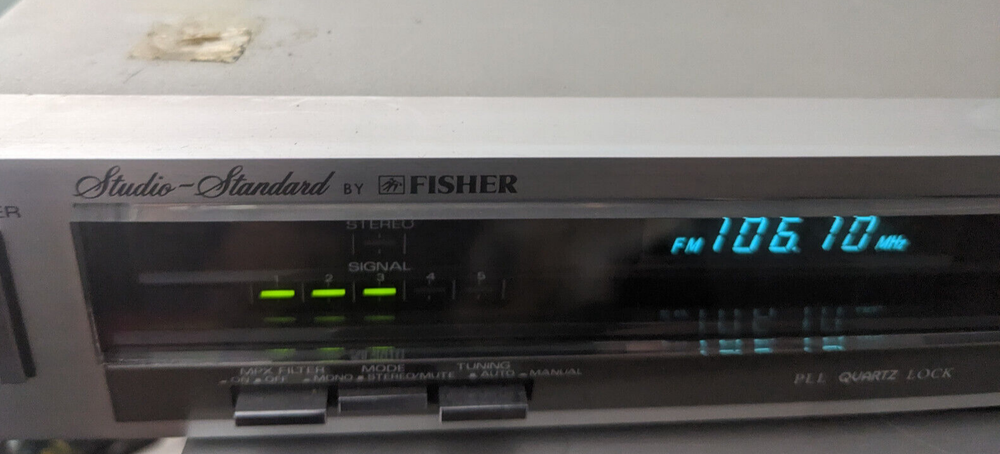 Studio-Standard BY FISHER
ER
STEREO
FM 106.10 MHz
SIGNAL
1 2 3 4 5
MPX FILTER MODE TUNING
ON OFF MONO STEREO/MUTE AUTO MANUAL
PLL QUARTZ LOCK